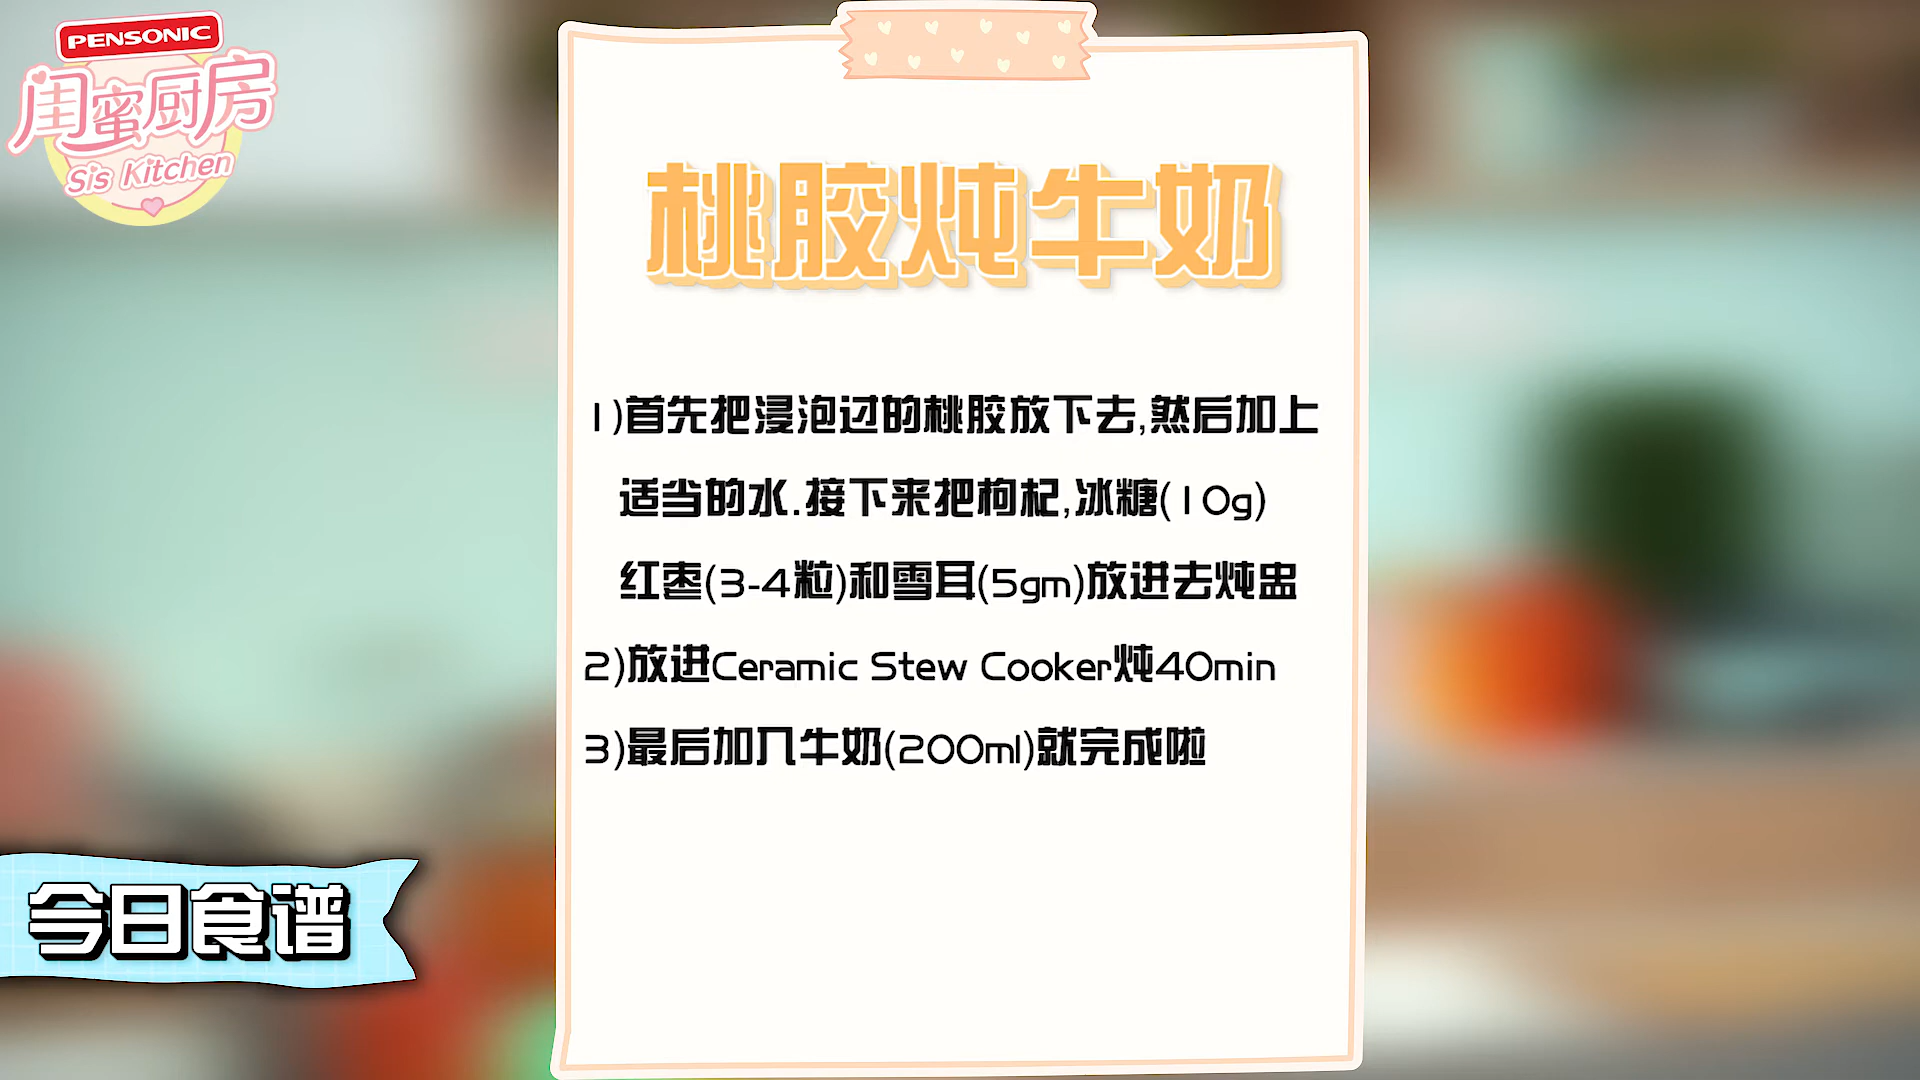 PENSONIC
闺蜜厨房
Sis Kitchen
桃胶炖牛奶
1)首先把浸泡过的桃胶放下去,然后加上
适当的水.接下来把枸杞,冰糖(10g)
红枣(3-4粒)和雪耳(5gm)放进去炖盅
2)放进Ceramic Stew Cooker炖40min
3)最后加入牛奶(200ml)就完成啦
今日食谱